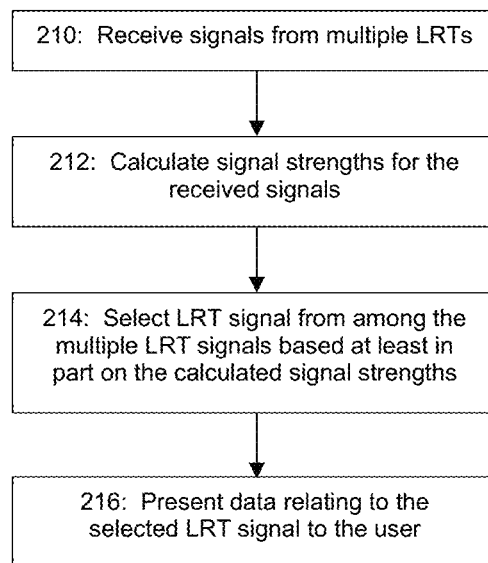 210: Receive signals from multiple LRTs
212: Calculate signal strengths for the
received signals
214: Select LRT signal from among the
multiple LRT signals based at least in
part on the calculated signal strengths
216: Present data relating to the
selected LRT signal to the user